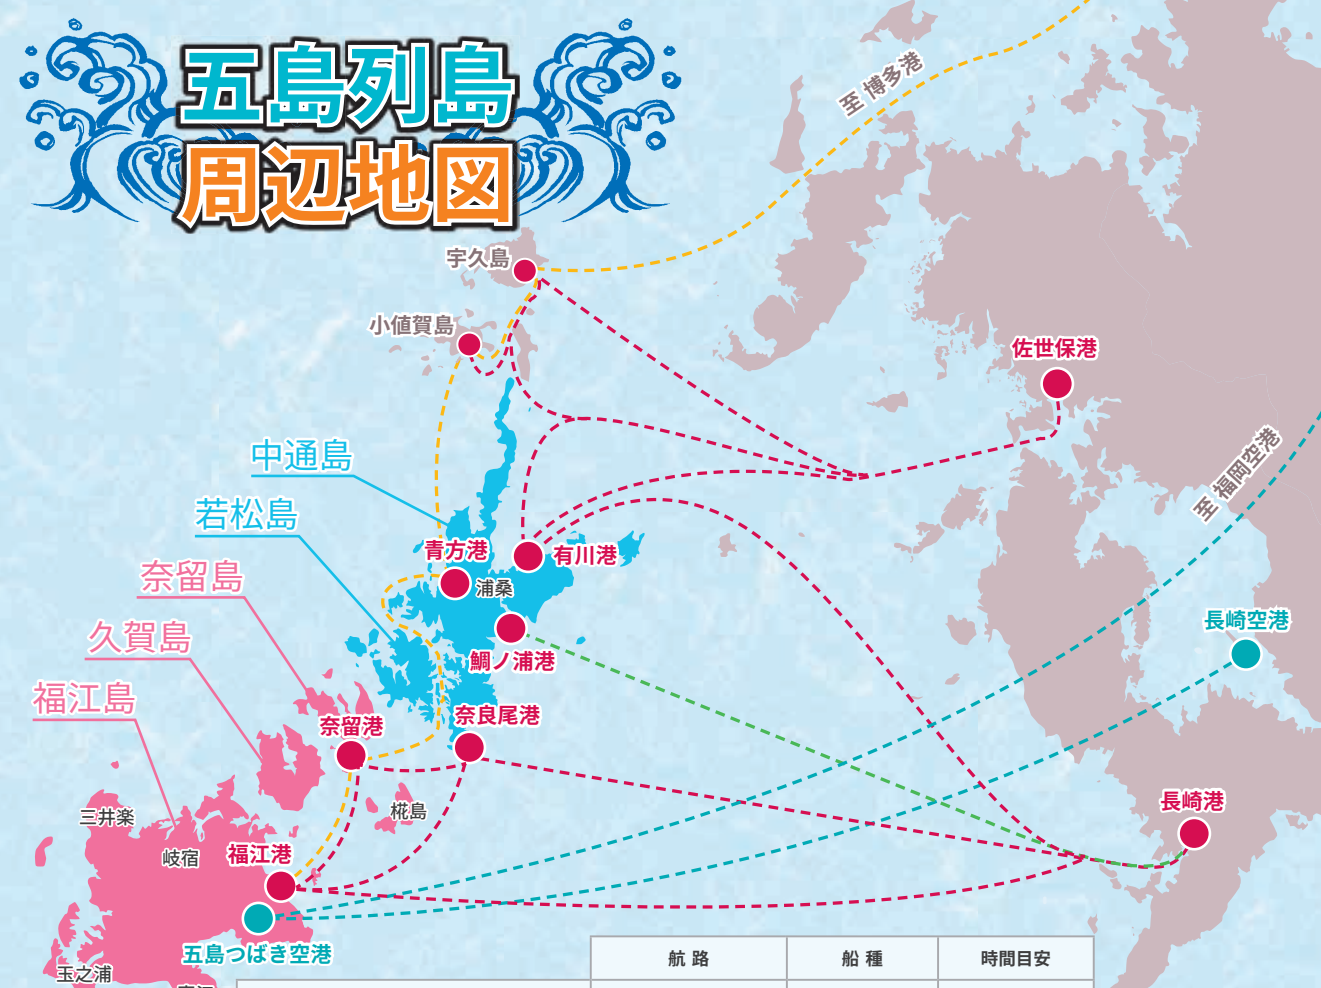 五島列島
周辺地図
至 博多港
宇久島
小値賀島
佐世保港
至 福岡空港
中通島
若松島
青方港
有川港
奈留島
浦桑
久賀島
長崎空港
鯛ノ浦港
福江島
奈良尾港
奈留港
長崎港
椛島
三井楽
岐宿
福江港
五島つばき空港
玉之浦
航 路
船 種
時間目安